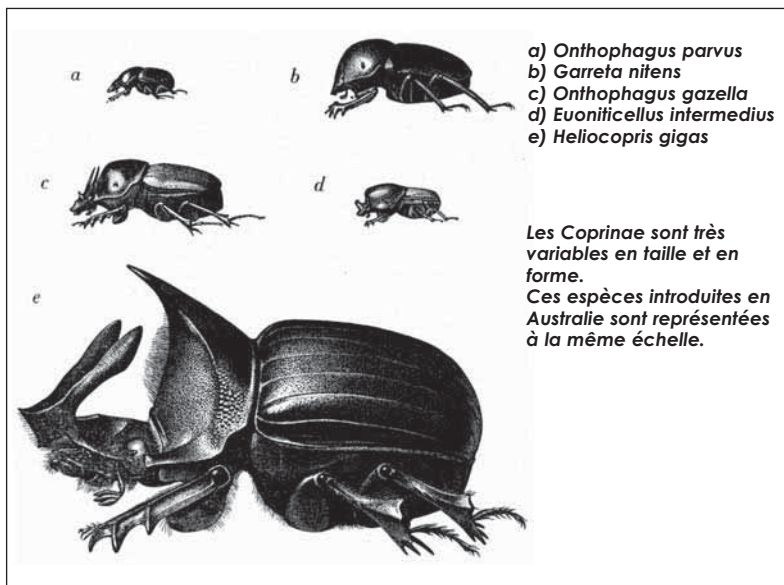 a) Onthophagus parvus
b) Garreta nitens
c) Onthophagus gazella
d) Euoniticellus intermedius
e) Heliocopris gigas
Les Coprinae sont très
variables en taille et en
forme.
Ces espèces introduites en
Australie sont représentées
à la même échelle.
a
b
c
d
e